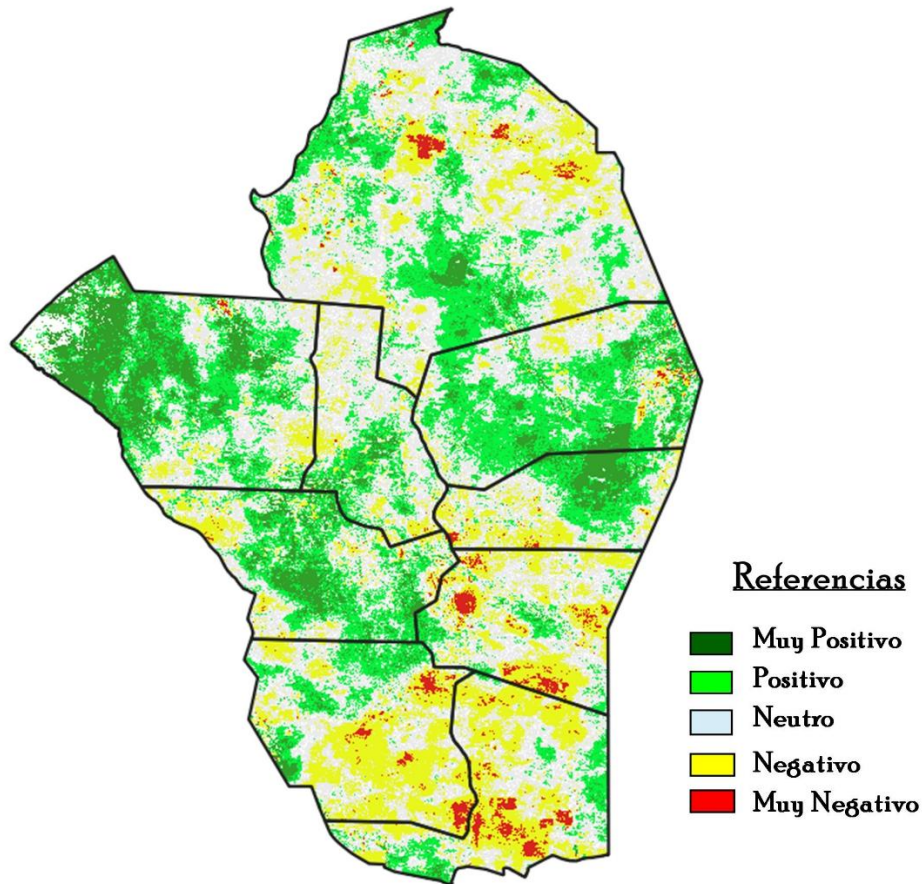 Referencias
Muy Positivo
Positivo
Neutro
Negativo
Muy Negativo